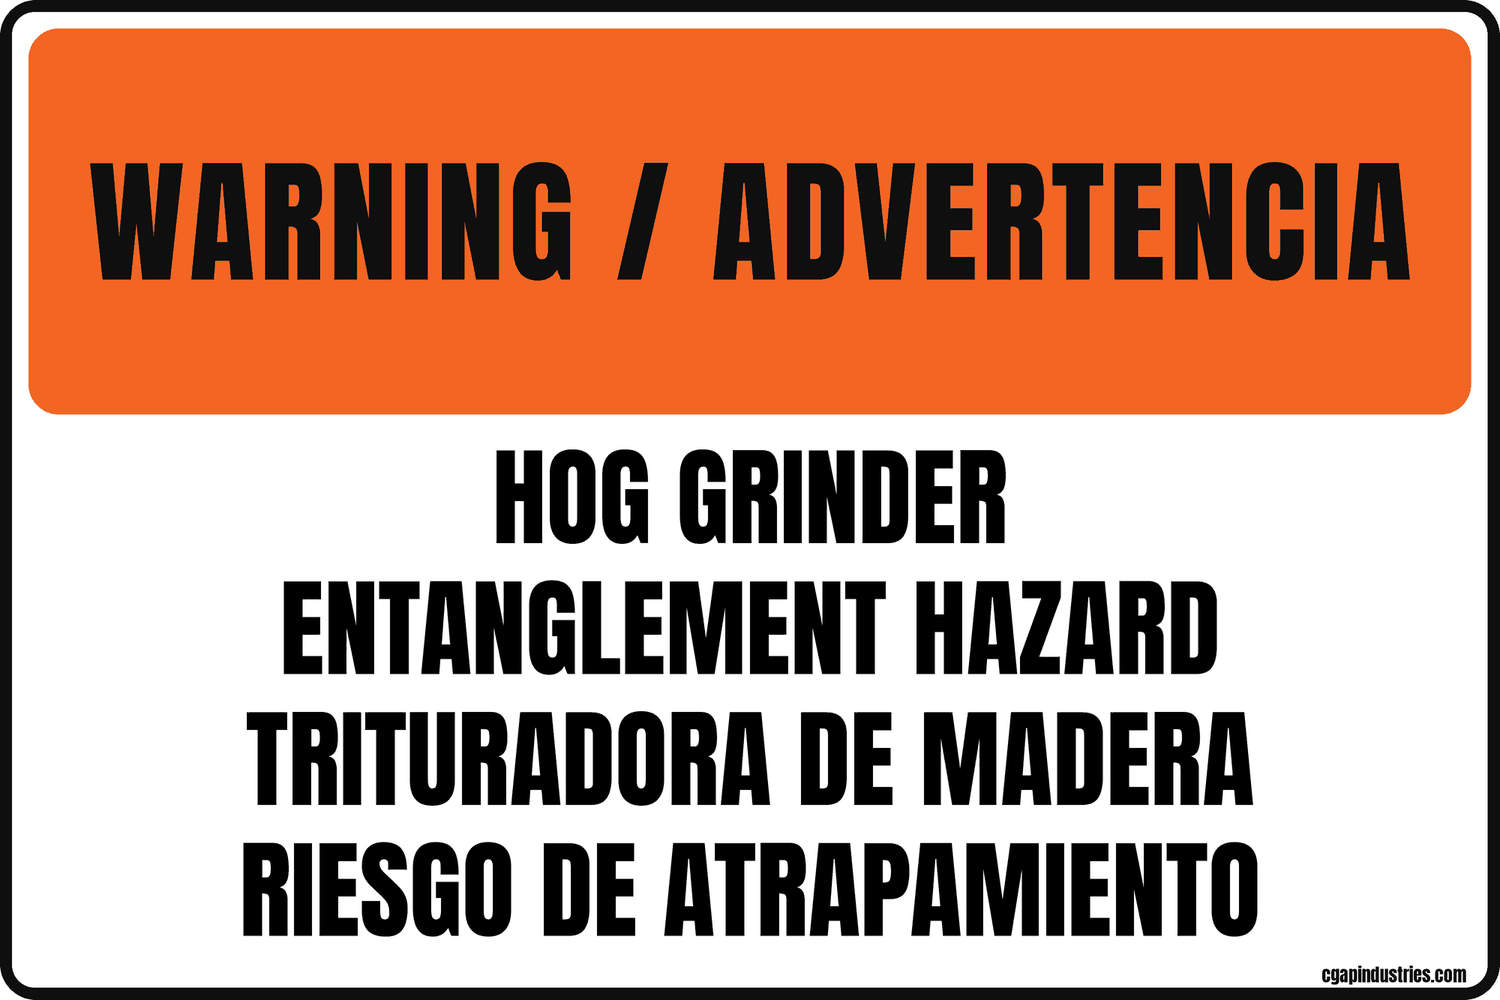 WARNING / ADVERTENCIA
HOG GRINDER
ENTANGLEMENT HAZARD
TRITURADORA DE MADERA
RIESGO DE ATRAPAMIENTO
cgapindustries.com